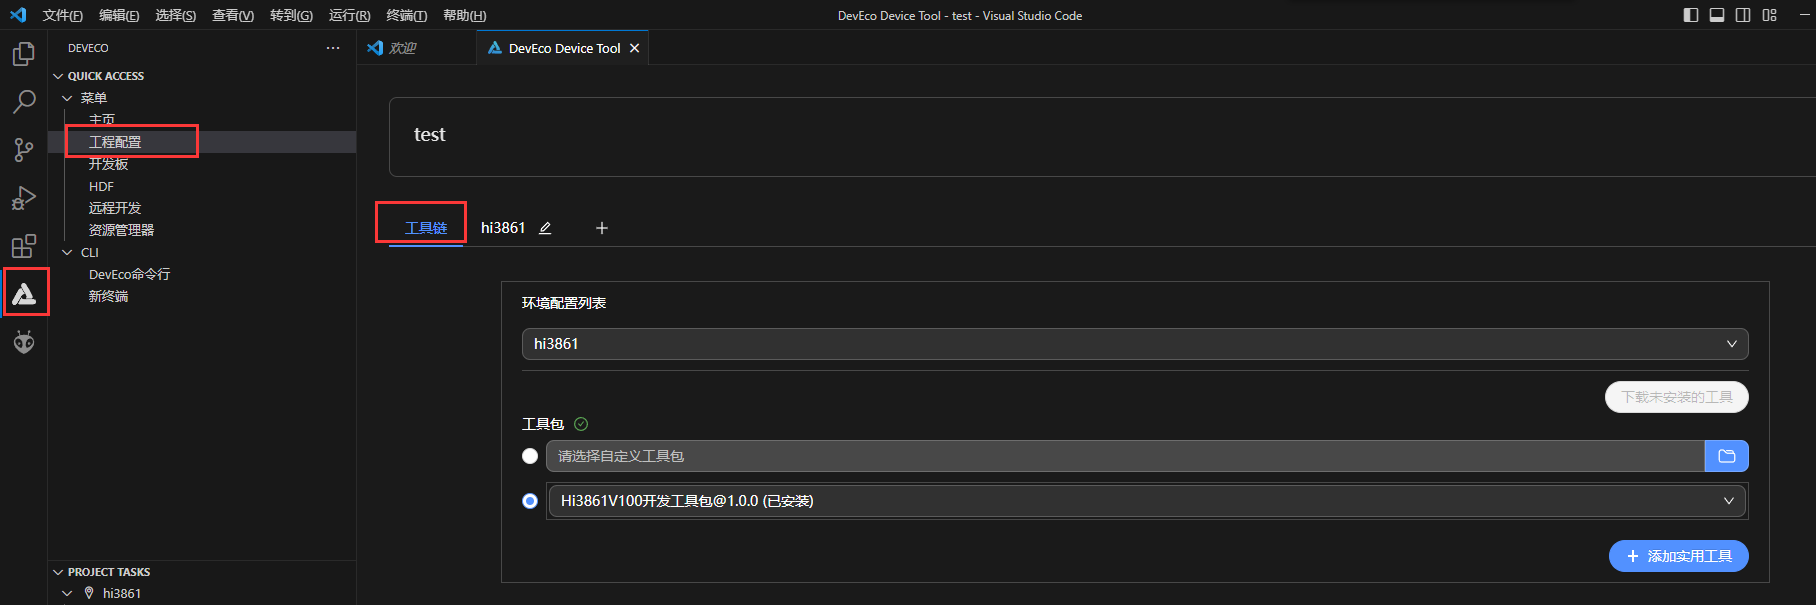 文件(F) 编辑(E) 选择(S) 查看(V) 转到(G) 运行(R) 终端(T) 帮助(H)
DevEco Device Tool - test - Visual Studio Code
DEVECO
欢迎
DevEco Device Tool
QUICK ACCESS
菜单
主页
工程配置
开发板
HDF
远程开发
资源管理器
CLI
DevEco命令行
新终端
PROJECT TASKS
hi3861
test
工具链 hi3861
环境配置列表
hi3861
下载未安装的工具
工具包
请选择自定义工具包
Hi3861V100开发工具包@1.0.0 (已安装)
添加实用工具